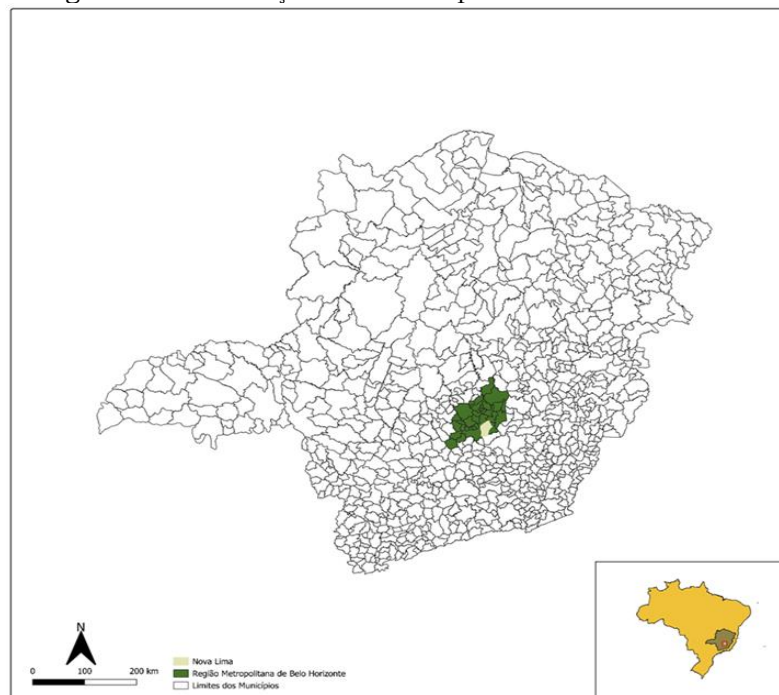 N
0 100 200 km
Nova Lima
Região Metropolitana de Belo Horizonte
Limites dos Municípios